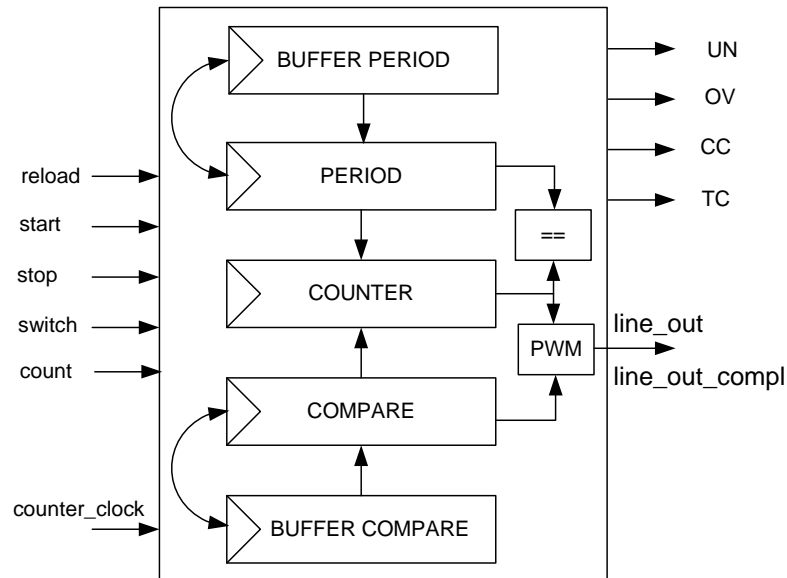 BUFFER PERIOD
PERIOD
==
COUNTER
PWM
COMPARE
BUFFER COMPARE
reload
start
stop
switch
count
counter_clock
UN
OV
CC
TC
line_out
line_out_compl